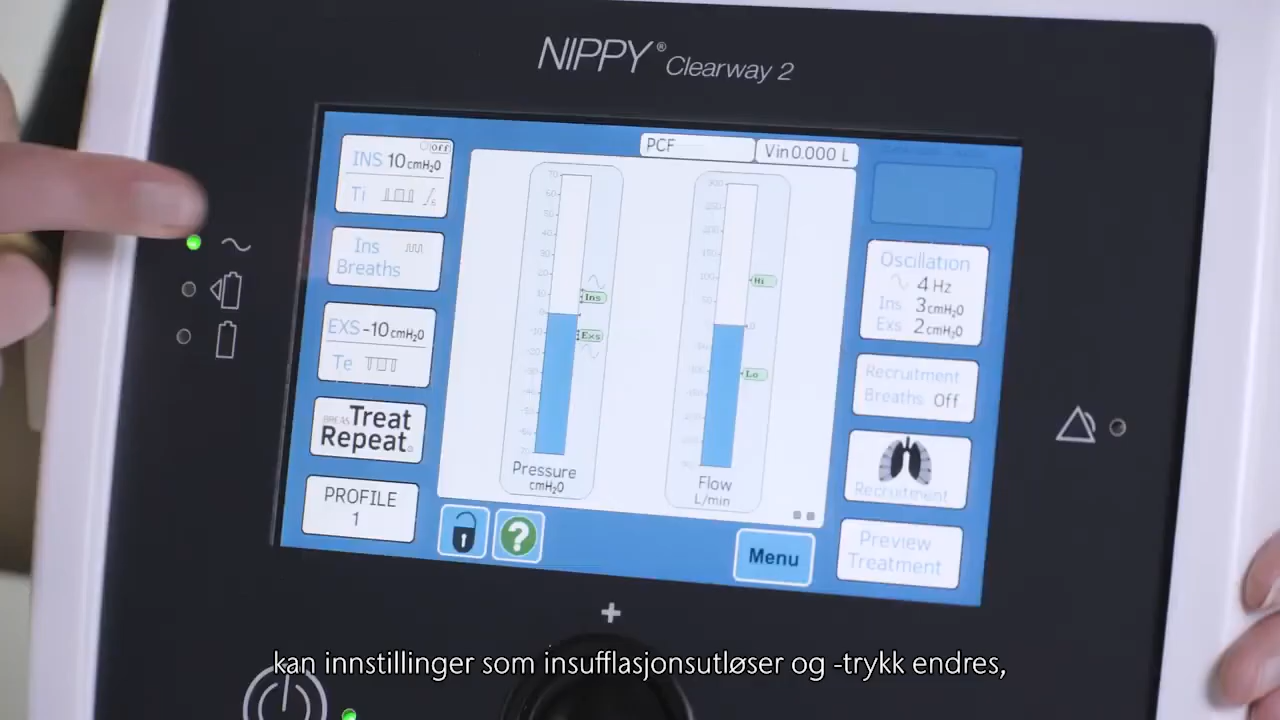 NIPPY® Clearway 2
off
INS 10 cmH₂O
Ti
Ins
Breaths
EXS -10 cmH₂O
Te
BREAS Treat
Repeat
PROFILE
1
PCF
Vin 0.000 L
Ins
Exs
Pressure
cmH₂O
Hi
Lo
Flow
L/min
Oscillation
4 Hz
Ins 3 cmH₂O
Exs 2 cmH₂O
Recruitment
Breaths Off
Recruitment
Preview
Treatment
?
Menu
+
kan innstillinger som insufflasjonsutløser og -trykk endres,